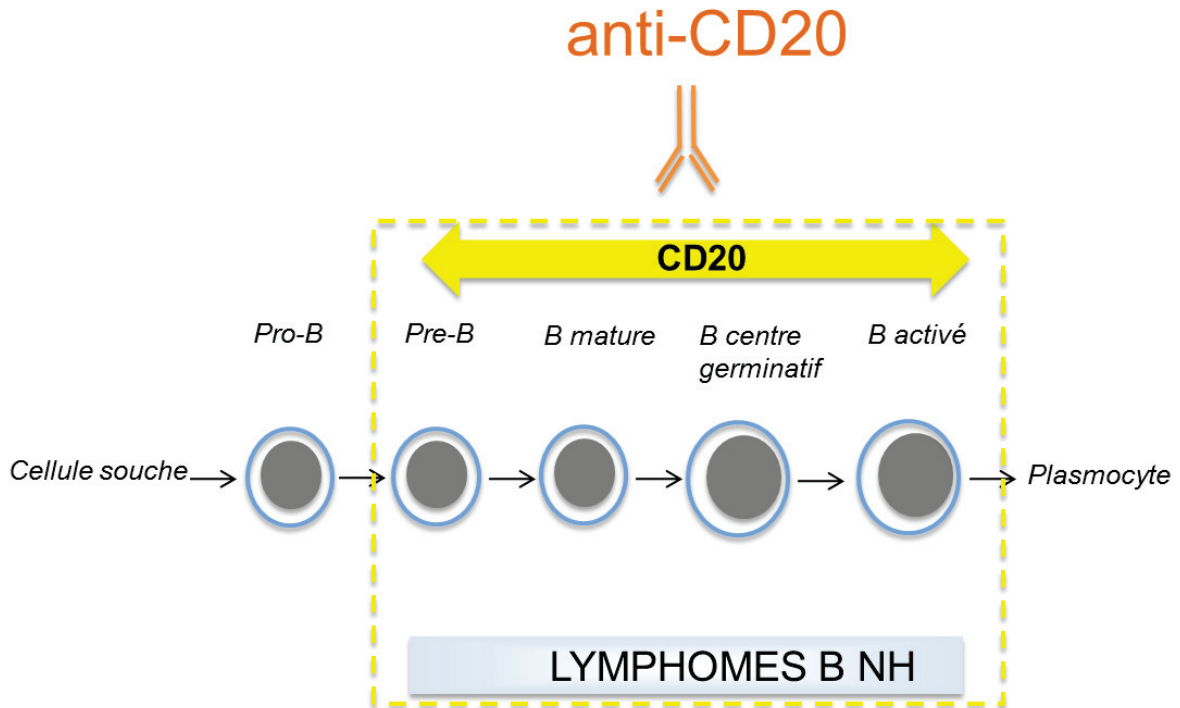 anti-CD20
CD20
Pro-B
Pre-B
B mature
B centre
germinatif
B activé
Cellule souche
Plasmocyte
LYMPHOMES B NH